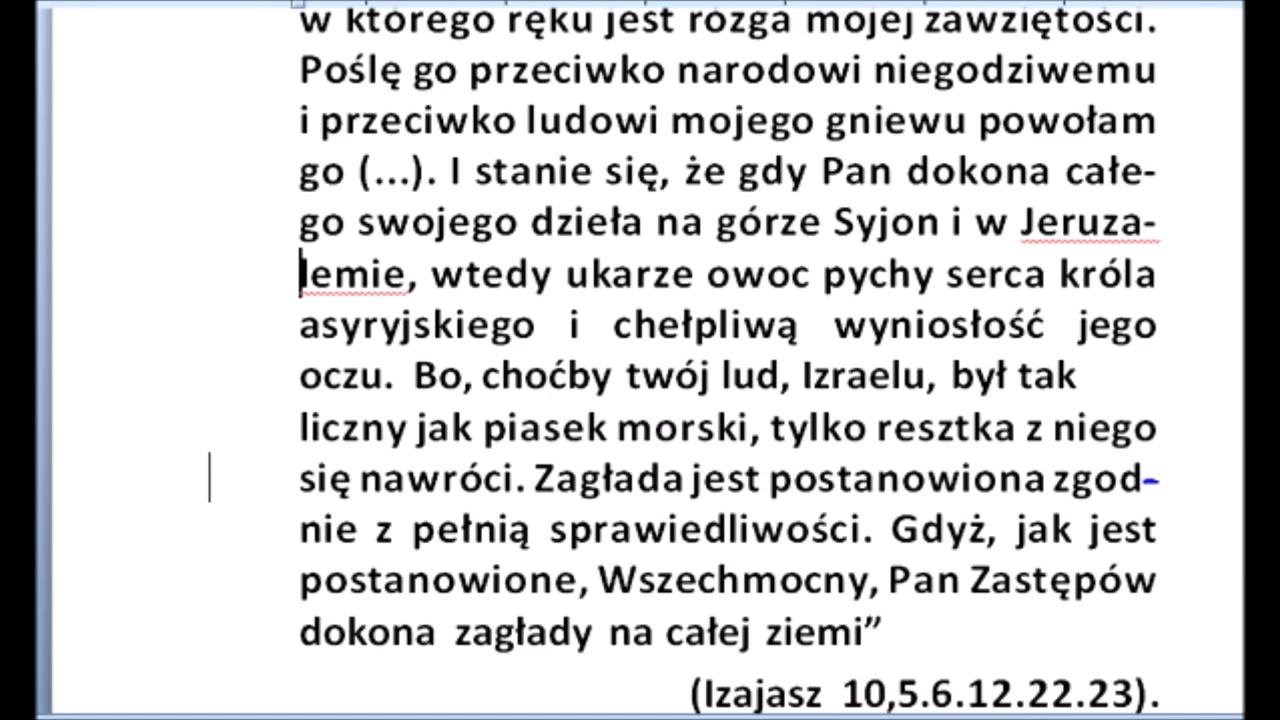 w którego ręku jest rózga mojej zawziętości.
Poślę go przeciwko narodowi niegodziwemu
i przeciwko ludowi mojego gniewu powołam
go (...). I stanie się, że gdy Pan dokona całe-
go swojego dzieła na górze Syjon i w Jeruza-
lemie, wtedy ukarze owoc pychy serca króla
asyryjskiego i chełpliwą wyniosłość jego
oczu. Bo, choćby twój lud, Izraelu, był tak
liczny jak piasek morski, tylko resztka z niego
się nawróci. Zagłada jest postanowiona zgod-
nie z pełnią sprawiedliwości. Gdyż, jak jest
postanowione, Wszechmocny, Pan Zastępów
dokona zagłady na całej ziemi”
(Izajasz 10,5.6.12.22.23).